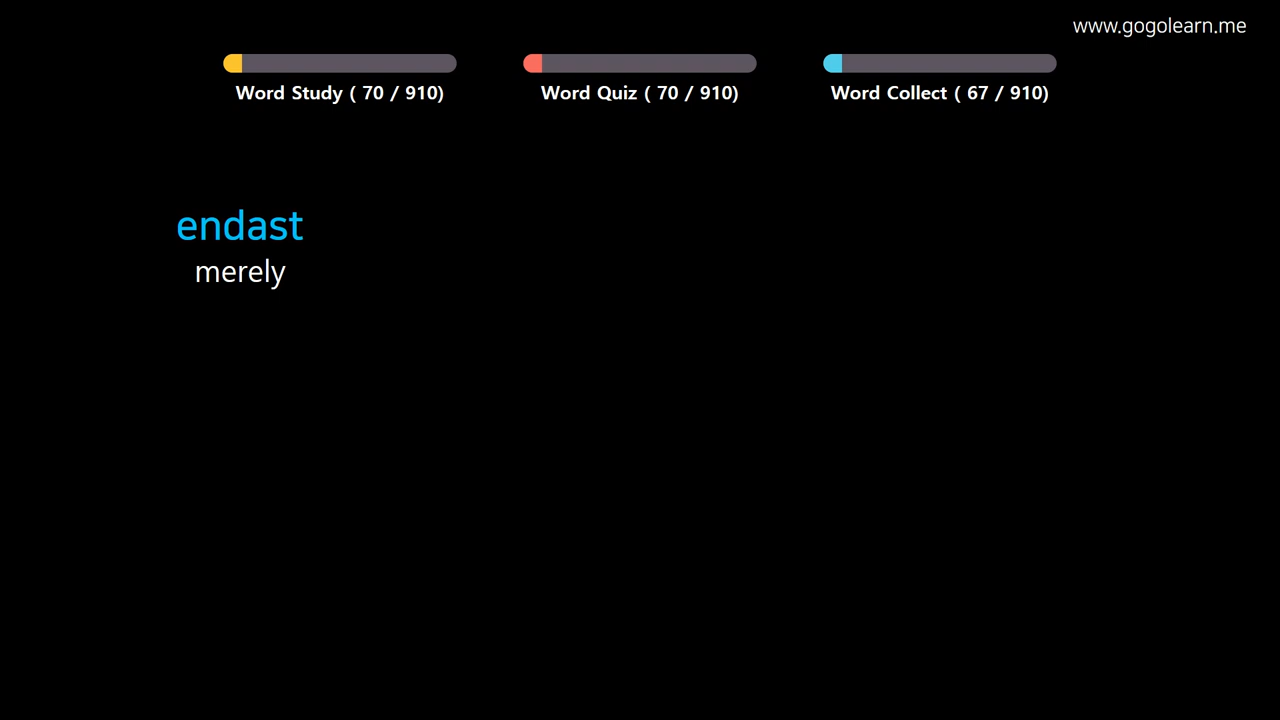 www.gogolearn.me
Word Study ( 70 / 910)
Word Quiz ( 70 / 910)
Word Collect ( 67 / 910)
endast
merely